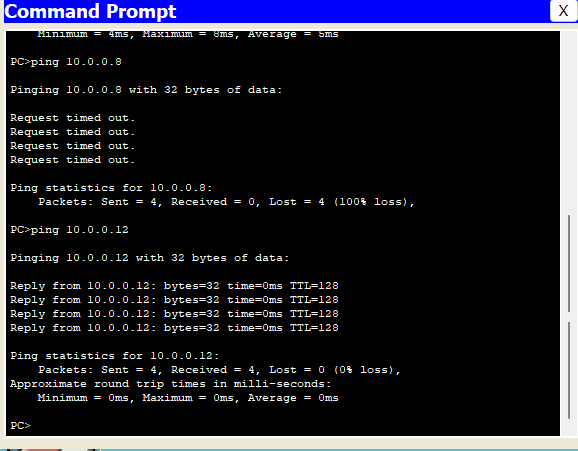 Command Prompt
X
Minimum = 4ms, Maximum = 8ms, Average = 5ms
PC>ping 10.0.0.8
Pinging 10.0.0.8 with 32 bytes of data:
Request timed out.
Request timed out.
Request timed out.
Request timed out.
Ping statistics for 10.0.0.8:
Packets: Sent = 4, Received = 0, Lost = 4 (100% loss),
PC>ping 10.0.0.12
Pinging 10.0.0.12 with 32 bytes of data:
Reply from 10.0.0.12: bytes=32 time=0ms TTL=128
Reply from 10.0.0.12: bytes=32 time=0ms TTL=128
Reply from 10.0.0.12: bytes=32 time=0ms TTL=128
Reply from 10.0.0.12: bytes=32 time=0ms TTL=128
Ping statistics for 10.0.0.12:
Packets: Sent = 4, Received = 4, Lost = 0 (0% loss),
Approximate round trip times in milli-seconds:
Minimum = 0ms, Maximum = 0ms, Average = 0ms
PC>